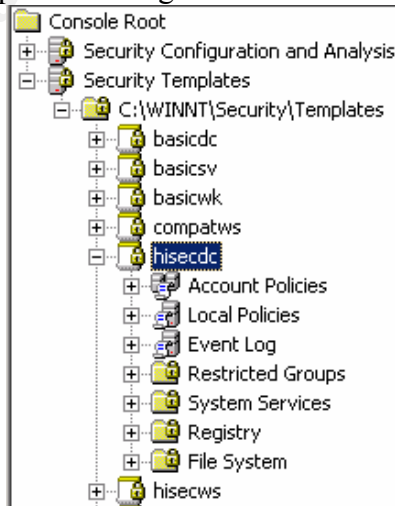 Console Root
Security Configuration and Analysis
Security Templates
C:\WINNT\Security\Templates
basicdc
basicsv
basicwk
compatws
hisecdc
Account Policies
Local Policies
Event Log
Restricted Groups
System Services
Registry
File System
hisecws